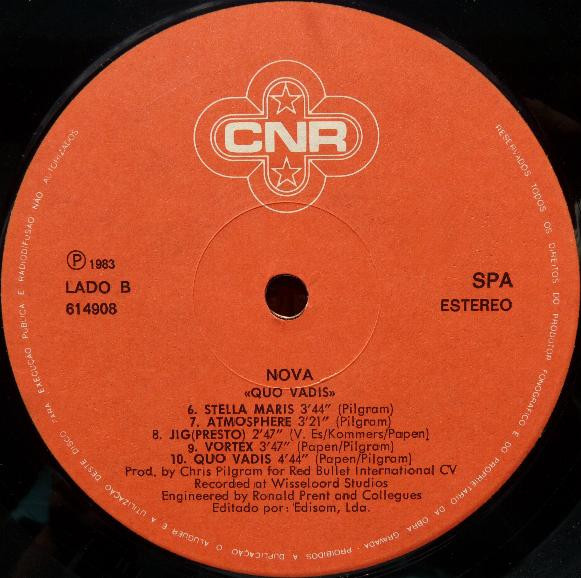 CNR
℗ 1983
LADO B
614908
SPA
ESTEREO
NOVA
«QUO VADIS»
6. STELLA MARIS 3'44" (Pilgram)
7. ATMOSPHERE 3'21" (Pilgram)
8. JIG(PRESTO) 2'47" (V. Es/Kommers/Papen)
9. VORTEX 3'47" (Papen/Pilgram)
10. QUO VADIS 4'44" (Papen/Pilgram)
Prod. by Chris Pilgram for Red Bullet International CV
Recorded at Wisseloord Studios
Engineered by Ronald Prent and Collegues
Editado por: Edisom, Lda.
RESERVADOS TODOS OS DIREITOS DO PRODUTOR FONOGRÁFICO E DO PROPRIETÁRIO DA OBRA GRAVADA - PROIBIDOS A DUPLICAÇÃO O ALUGUER E A UTILIZAÇÃO DESTE DISCO PARA EXECUÇÃO PUBLICA E RADIODIFUSÃO NÃO AUTORIZADOS